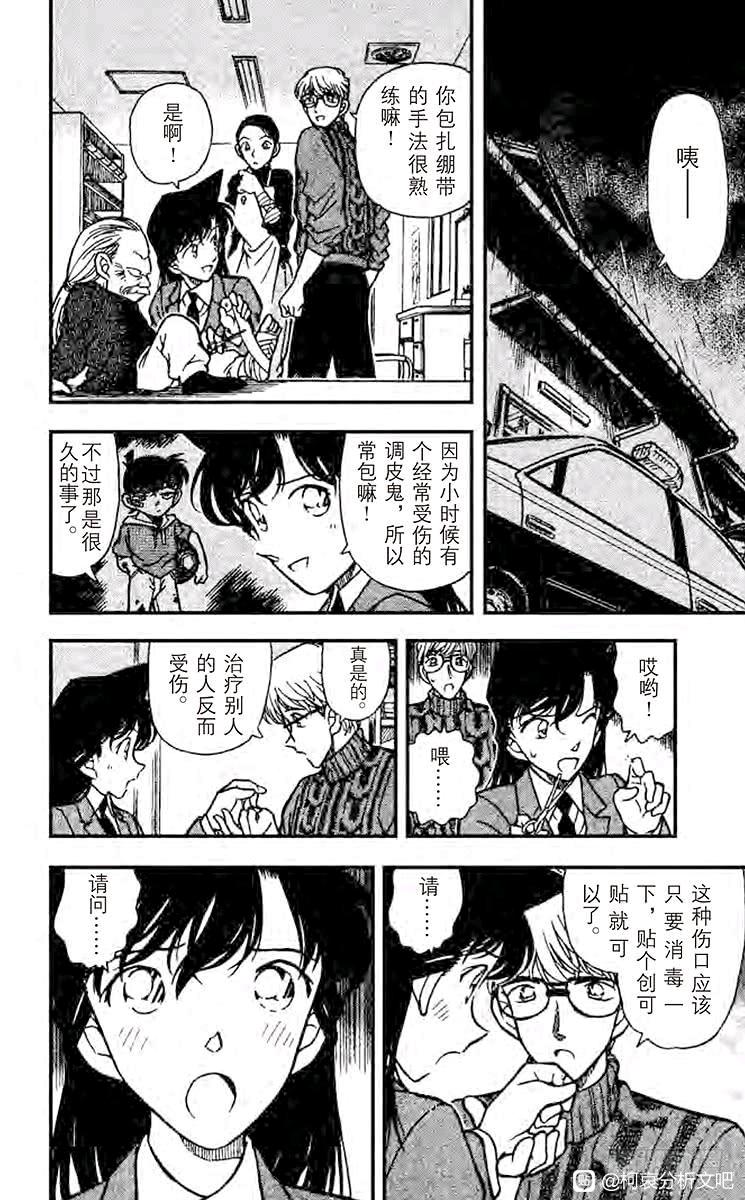 咦——
你包扎绷带
的手法很熟
练嘛！
是啊！
因为小时候有
个经常受伤的
调皮鬼，所以
常包嘛！
不过那是很
久的事了。
哎哟！
喂……
真是的。
治疗别人
的人反而
受伤。
这种伤口应该
只要消毒一
下，贴个创可
贴就可
以了。
请……
请问……
贴 @柯哀分析文吧